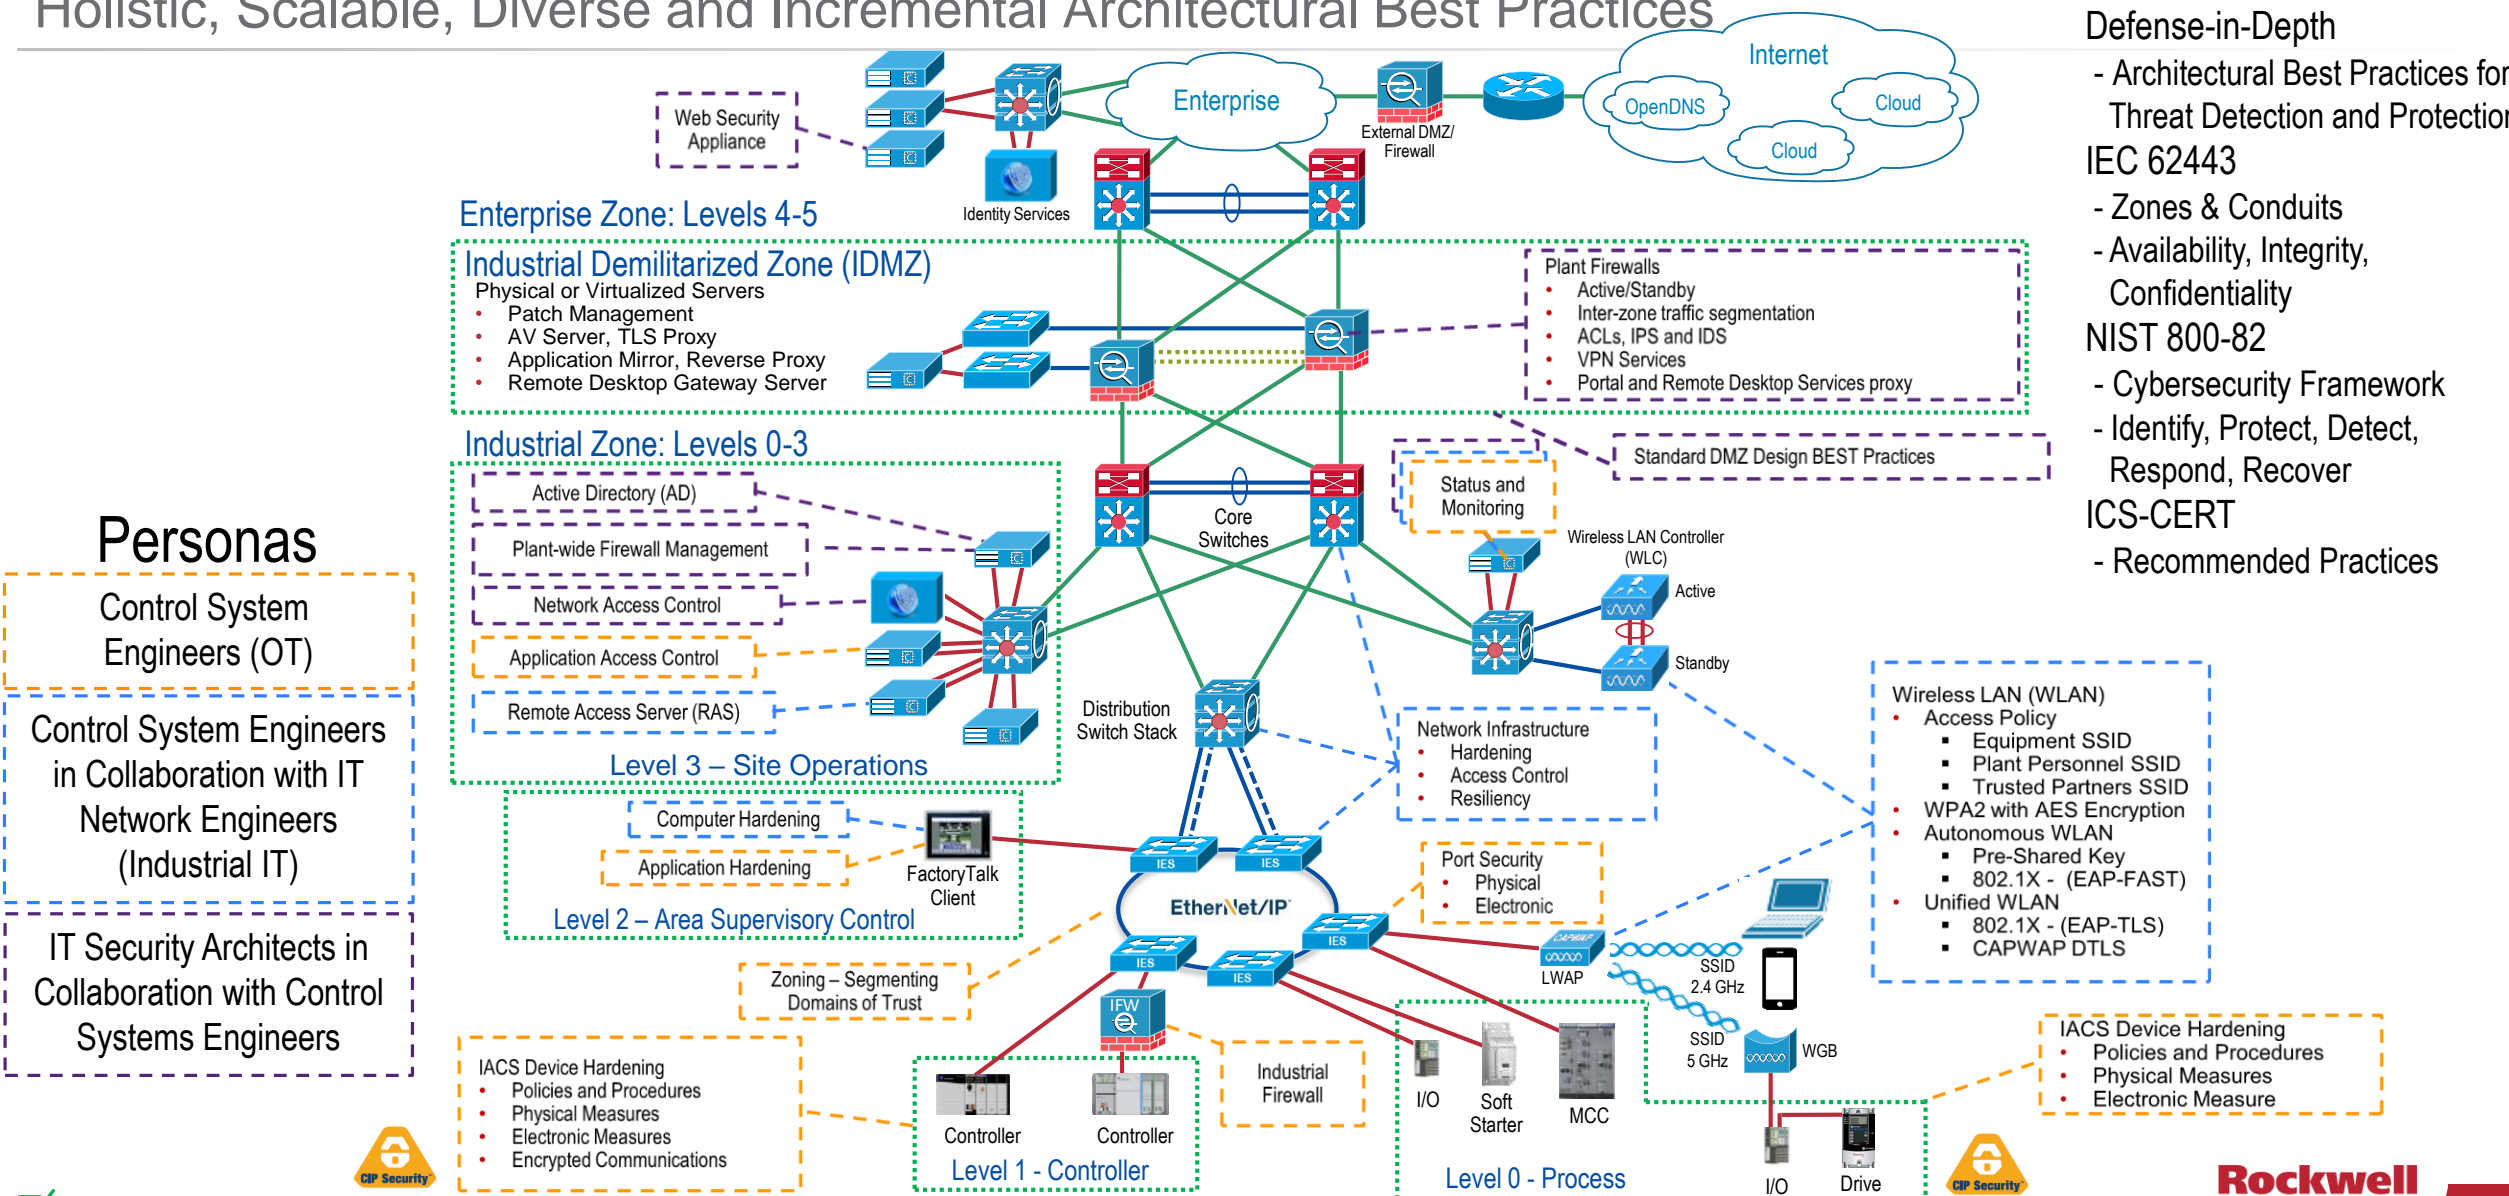 Holistic, Scalable, Diverse and Incremental Architectural Best Practices
Internet
OpenDNS
Cloud
Cloud
Enterprise
External DMZ/
Firewall
Web Security
Appliance
Identity Services
Enterprise Zone: Levels 4-5
Industrial Demilitarized Zone (IDMZ)
Physical or Virtualized Servers
• Patch Management
• AV Server, TLS Proxy
• Application Mirror, Reverse Proxy
• Remote Desktop Gateway Server
Plant Firewalls
• Active/Standby
• Inter-zone traffic segmentation
• ACLs, IPS and IDS
• VPN Services
• Portal and Remote Desktop Services proxy
Standard DMZ Design BEST Practices
Industrial Zone: Levels 0-3
Active Directory (AD)
Plant-wide Firewall Management
Network Access Control
Application Access Control
Remote Access Server (RAS)
Level 3 – Site Operations
Core
Switches
Status and
Monitoring
Wireless LAN Controller
(WLC)
Active
Standby
Distribution
Switch Stack
Network Infrastructure
• Hardening
• Access Control
• Resiliency
Wireless LAN (WLAN)
• Access Policy
▪ Equipment SSID
▪ Plant Personnel SSID
▪ Trusted Partners SSID
• WPA2 with AES Encryption
• Autonomous WLAN
▪ Pre-Shared Key
▪ 802.1X - (EAP-FAST)
• Unified WLAN
▪ 802.1X - (EAP-TLS)
▪ CAPWAP DTLS
Computer Hardening
Application Hardening
FactoryTalk
Client
Level 2 – Area Supervisory Control
IES
IES
EtherNet/IP
IES
IES
IES
Port Security
• Physical
• Electronic
Zoning – Segmenting
Domains of Trust
CAPWAP
LWAP
SSID
2.4 GHz
SSID
5 GHz
WGB
IFW
Industrial
Firewall
IACS Device Hardening
• Policies and Procedures
• Physical Measures
• Electronic Measures
• Encrypted Communications
CIP Security
Controller
Controller
Level 1 - Controller
I/O
Soft
Starter
MCC
Level 0 - Process
I/O
Drive
IACS Device Hardening
• Policies and Procedures
• Physical Measures
• Electronic Measure
CIP Security
Rockwell
Personas
Control System
Engineers (OT)
Control System Engineers
in Collaboration with IT
Network Engineers
(Industrial IT)
IT Security Architects in
Collaboration with Control
Systems Engineers
Defense-in-Depth
- Architectural Best Practices for
Threat Detection and Protection
IEC 62443
- Zones & Conduits
- Availability, Integrity,
Confidentiality
NIST 800-82
- Cybersecurity Framework
- Identify, Protect, Detect,
Respond, Recover
ICS-CERT
- Recommended Practices